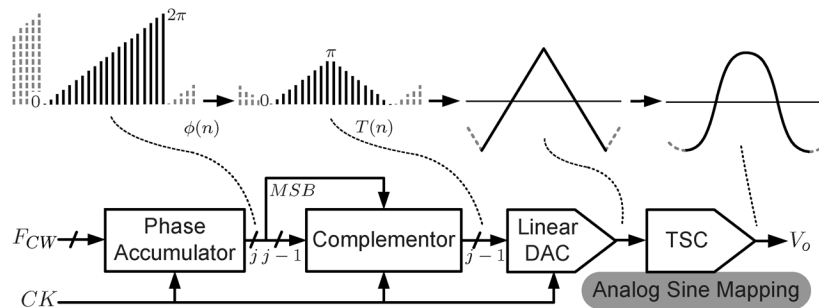 2π
0
ϕ(n)
π
0
T(n)
MSB
F_CW
Phase Accumulator
j
j − 1
Complementor
j − 1
Linear DAC
TSC
V_o
Analog Sine Mapping
CK